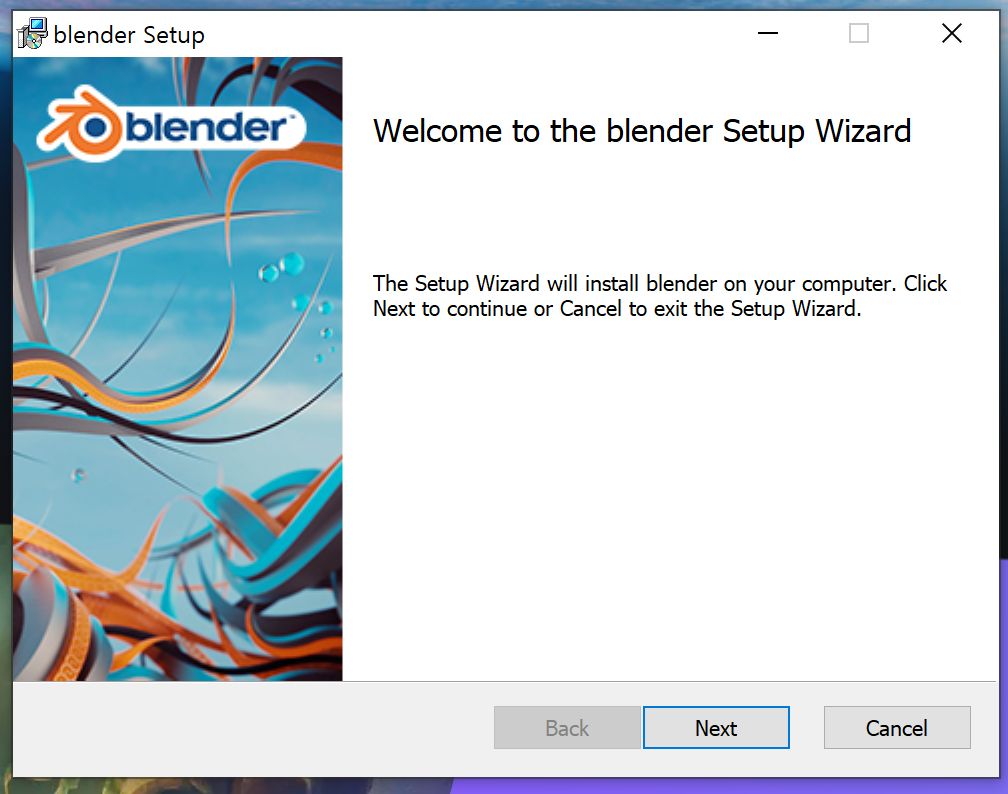 blender Setup
blender™
Welcome to the blender Setup Wizard
The Setup Wizard will install blender on your computer. Click
Next to continue or Cancel to exit the Setup Wizard.
Back
Next
Cancel